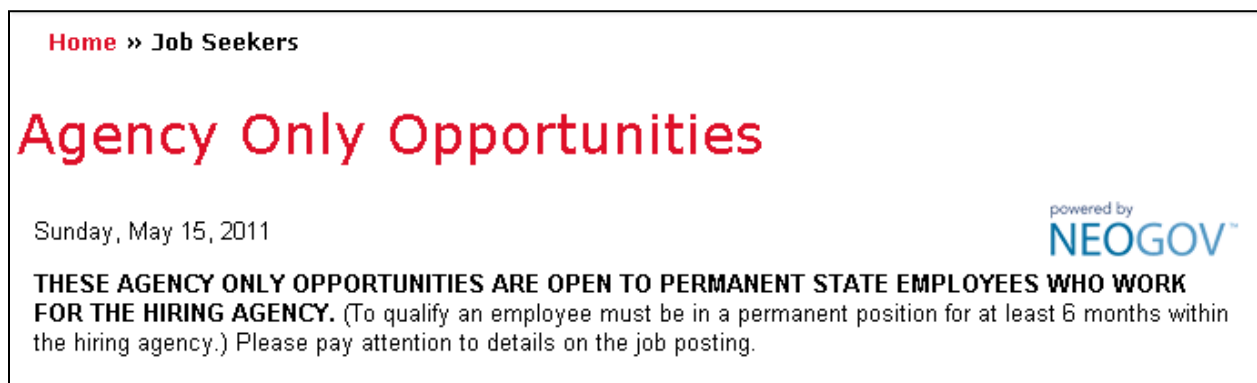 Home » Job Seekers
Agency Only Opportunities
powered by
Sunday, May 15, 2011
NEOGOV™
THESE AGENCY ONLY OPPORTUNITIES ARE OPEN TO PERMANENT STATE EMPLOYEES WHO WORK
FOR THE HIRING AGENCY. (To qualify an employee must be in a permanent position for at least 6 months within
the hiring agency.) Please pay attention to details on the job posting.